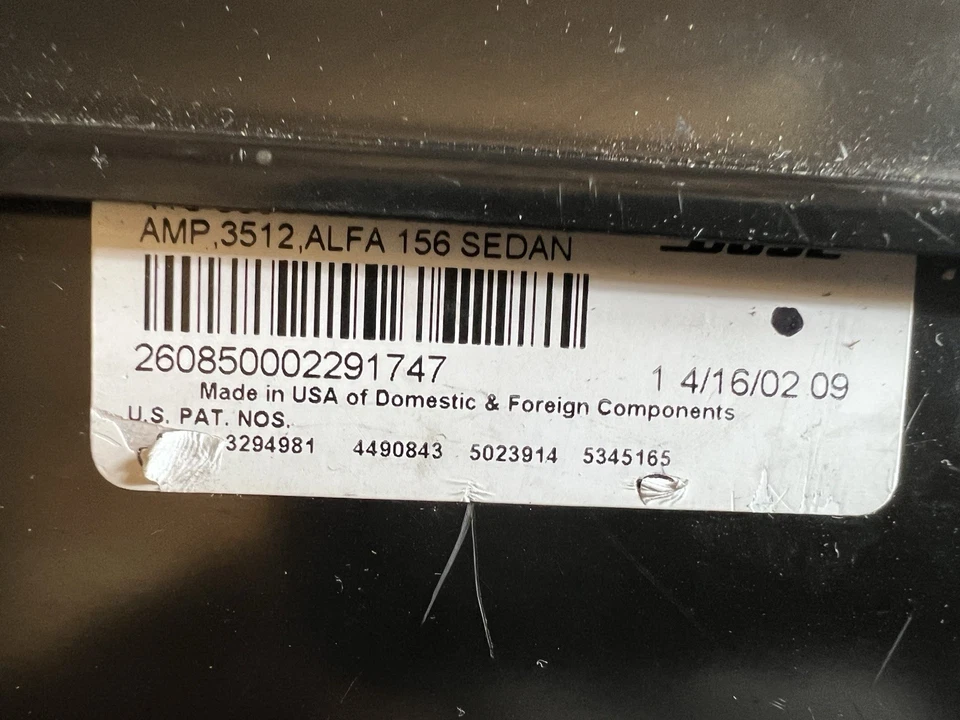 AMP,3512,ALFA 156 SEDAN
BOSE
260850002291747
1 4/16/02 09
Made in USA of Domestic & Foreign Components
U.S. PAT. NOS.
3294981 4490843 5023914 5345165